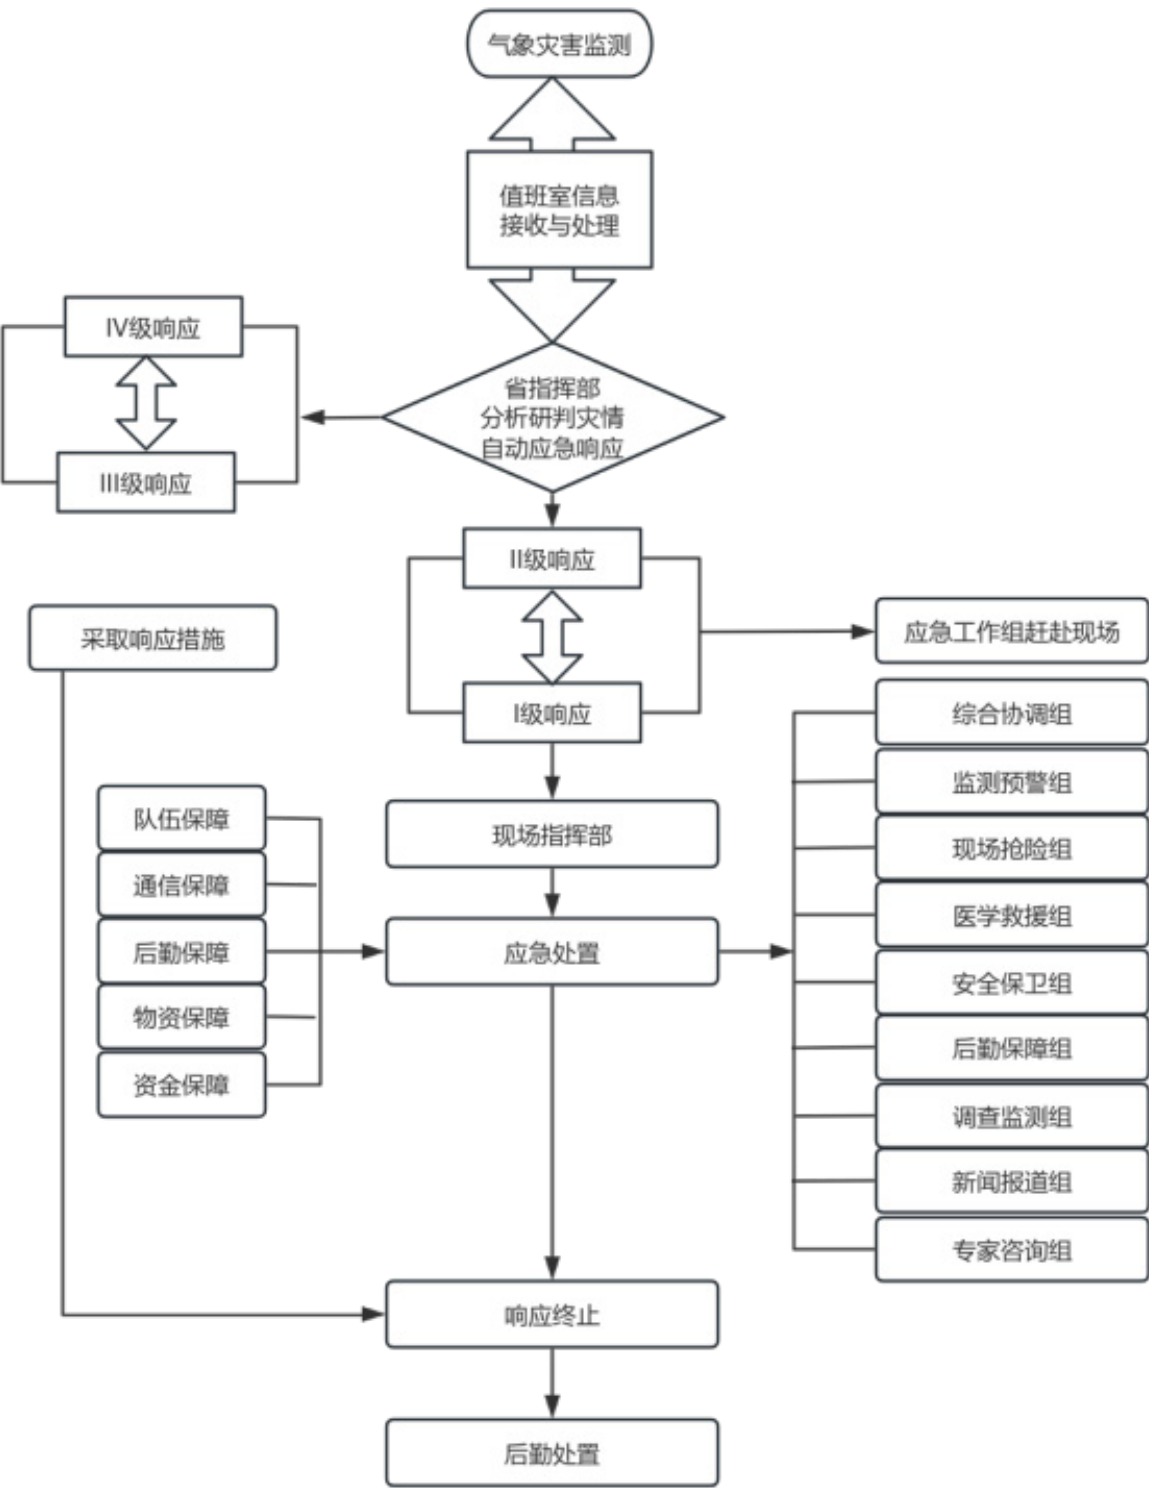 气象灾害监测
值班室信息
接收与处理
IV级响应
III级响应
省指挥部
分析研判灾情
自动应急响应
II级响应
I级响应
采取响应措施
应急工作组赶赴现场
综合协调组
监测预警组
现场抢险组
医学救援组
安全保卫组
后勤保障组
调查监测组
新闻报道组
专家咨询组
队伍保障
通信保障
后勤保障
物资保障
资金保障
现场指挥部
应急处置
响应终止
后勤处置